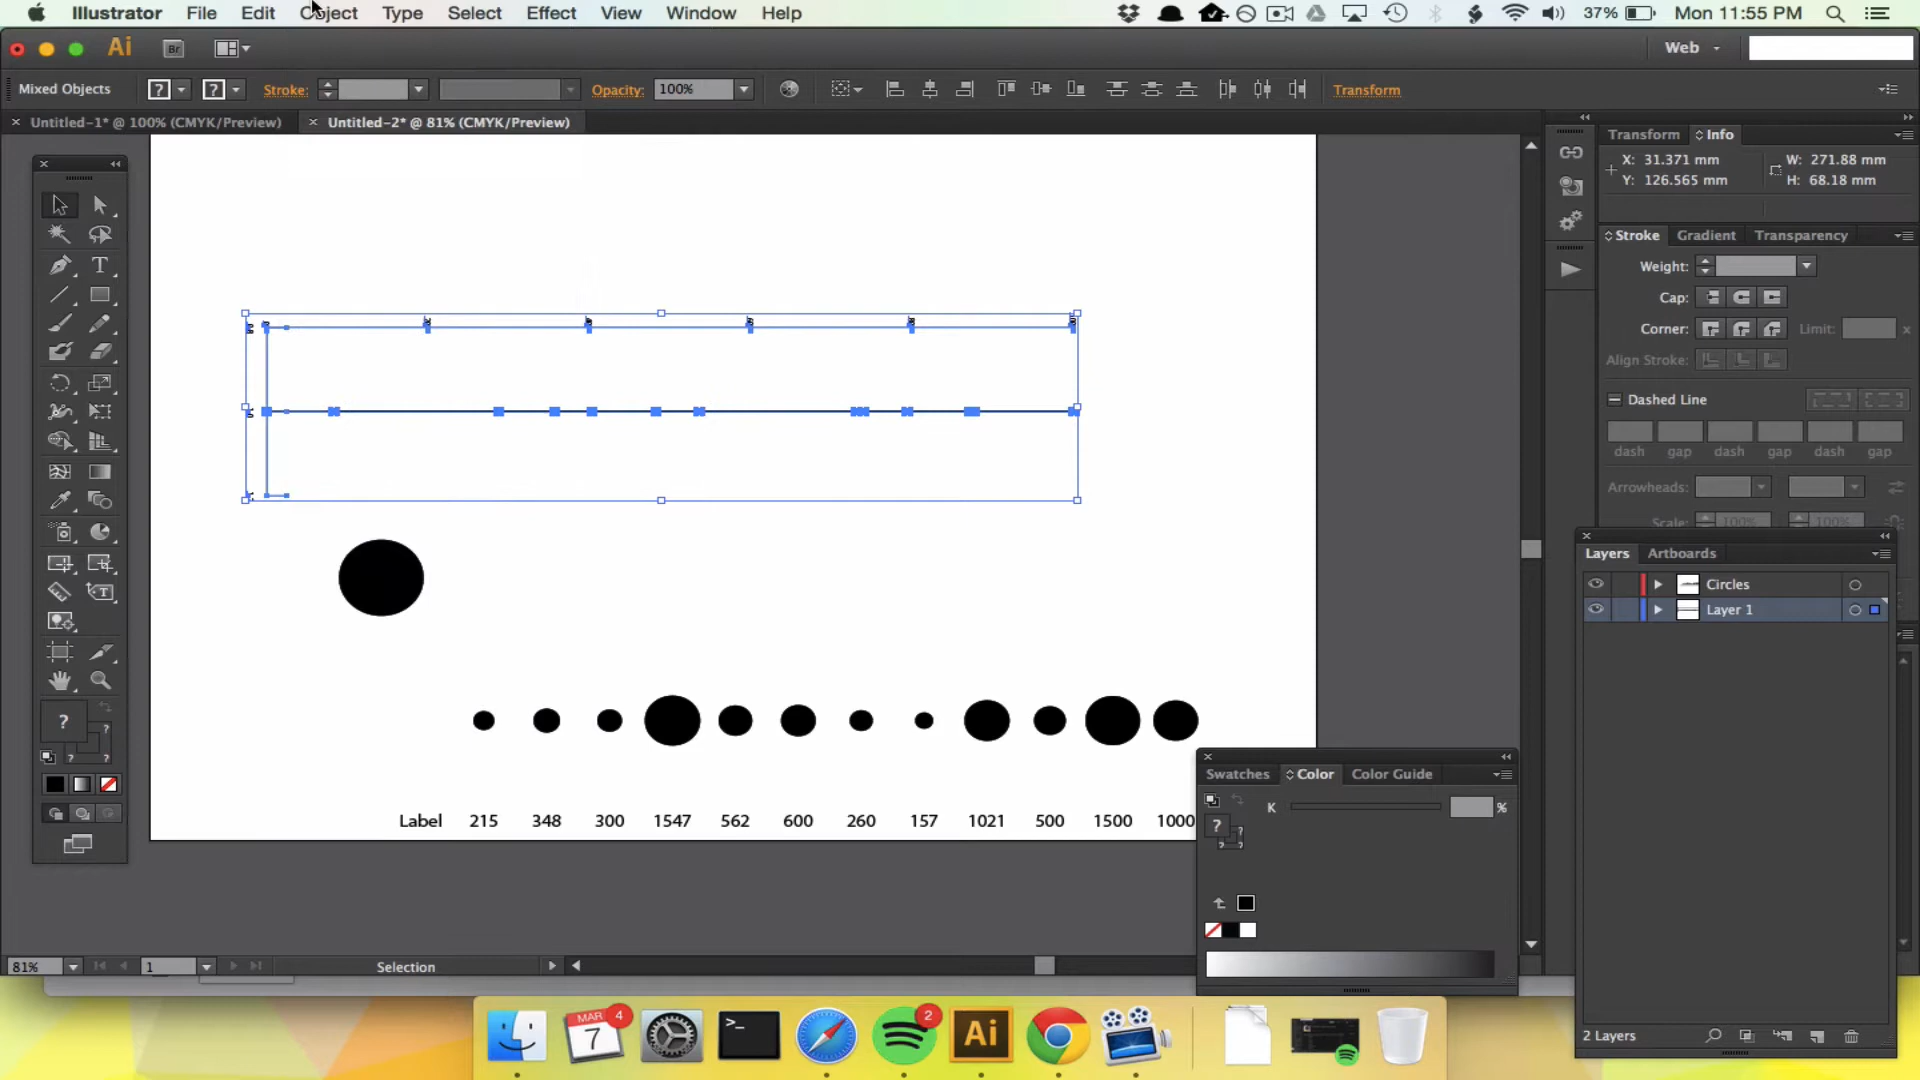 Illustrator File Edit Object Type Select Effect View Window Help 37% Mon 11:55 PM
Ai Br Web
Mixed Objects ? ? Stroke: Opacity: 100% Transform
Untitled-1* @ 100% (CMYK/Preview) Untitled-2* @ 81% (CMYK/Preview)
Transform Info
X: 31.371 mm W: 271.88 mm
Y: 126.565 mm H: 68.18 mm
Stroke Gradient Transparency
Weight:
Cap:
Corner: Limit: x
Align Stroke:
Dashed Line
dash gap dash gap dash gap
Arrowheads:
Scale: 100% 100%
Layers Artboards
Circles
Layer 1
2 Layers
T
?
?
? ?
Label 215 348 300 1547 562 600 260 157 1021 500 1500 1000
Swatches Color Color Guide
K %
?
81% 1 Selection
MAR
7
4
2
Ai